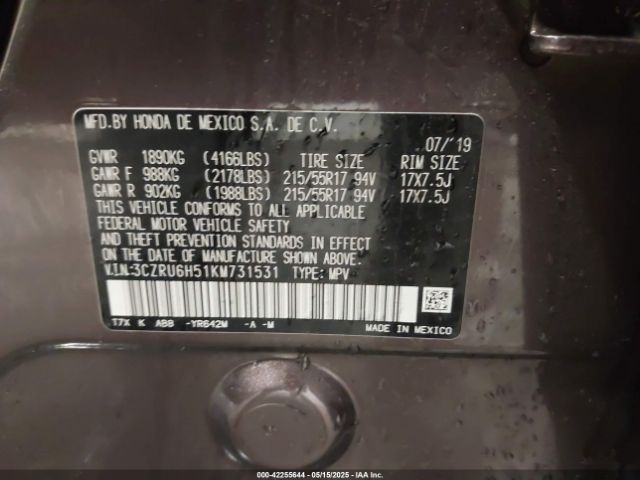 MFD.BY HONDA DE MEXICO S.A. DE C.V.
07/'19
GVWR 1890KG (4166LBS) TIRE SIZE RIM SIZE
GAWR F 988KG (2178LBS) 215/55R17 94V 17X7.5J
GAWR R 902KG (1988LBS) 215/55R17 94V 17X7.5J
THIS VEHICLE CONFORMS TO ALL APPLICABLE
FEDERAL MOTOR VEHICLE SAFETY
AND THEFT PREVENTION STANDARDS IN EFFECT
ON THE DATE OF MANUFACTURE SHOWN ABOVE.
V.I.N:3CZRU6H51KM731531 TYPE: MPV
T7X K ABB -YR642M -A -M
MADE IN MEXICO
000-42255644 / 05/15/2025 / IAA Inc.